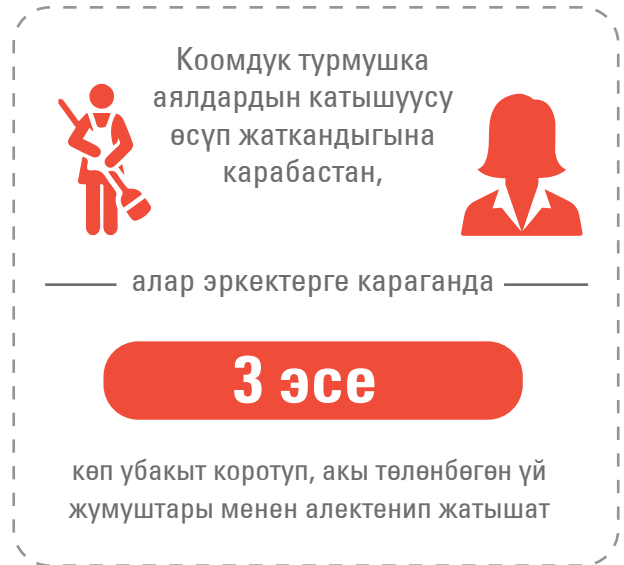 Коомдук турмушка
аялдардын катышуусу
өсүп жаткандыгына
карабастан,
алар эркектерге караганда
3 эсе
көп убакыт коротуп, акы төлөнбөгөн үй
жумуштары менен алектенип жатышат